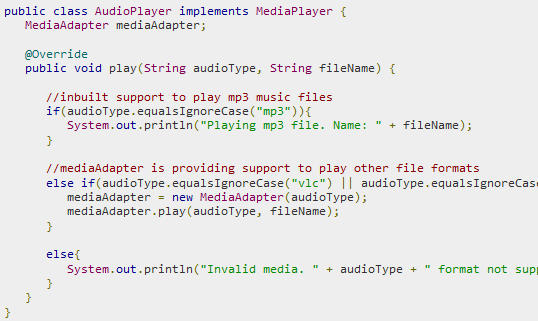 public class AudioPlayer implements MediaPlayer {
   MediaAdapter mediaAdapter;
   @Override
   public void play(String audioType, String fileName) {
      //inbuilt support to play mp3 music files
      if(audioType.equalsIgnoreCase("mp3")){
         System.out.println("Playing mp3 file. Name: " + fileName);
      }
      //mediaAdapter is providing support to play other file formats
      else if(audioType.equalsIgnoreCase("vlc") || audioType.equalsIgnoreCase
         mediaAdapter = new MediaAdapter(audioType);
         mediaAdapter.play(audioType, fileName);
      }
      else{
         System.out.println("Invalid media. " + audioType + " format not
      }
   }
}